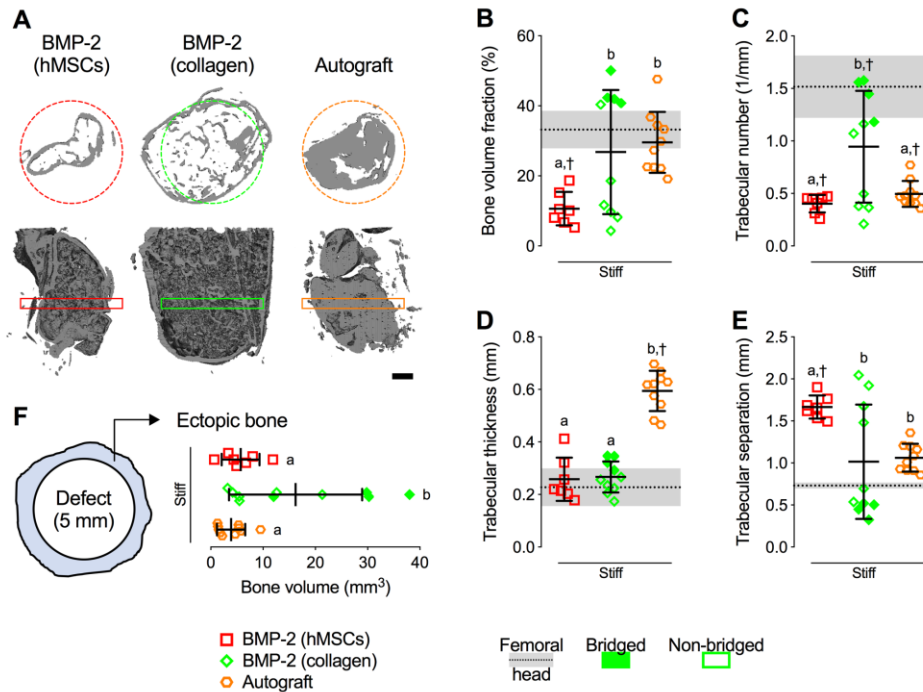 A
BMP-2
(hMSCs)
BMP-2
(collagen)
Autograft
B
Bone volume fraction (%)
60
40
20
0
a,†
b
b
Stiff
C
Trabecular number (1/mm)
2.0
1.5
1.0
0.5
0.0
a,†
b,†
a,†
Stiff
D
Trabecular thickness (mm)
0.8
0.6
0.4
0.2
0.0
a
a
b,†
Stiff
E
Trabecular separation (mm)
2.5
2.0
1.5
1.0
0.5
0.0
a,†
b
b
Stiff
F
Ectopic bone
Defect
(5 mm)
Stiff
a
b
a
0 10 20 30 40
Bone volume (mm³)
BMP-2 (hMSCs)
BMP-2 (collagen)
Autograft
Femoral
head
Bridged
Non-bridged